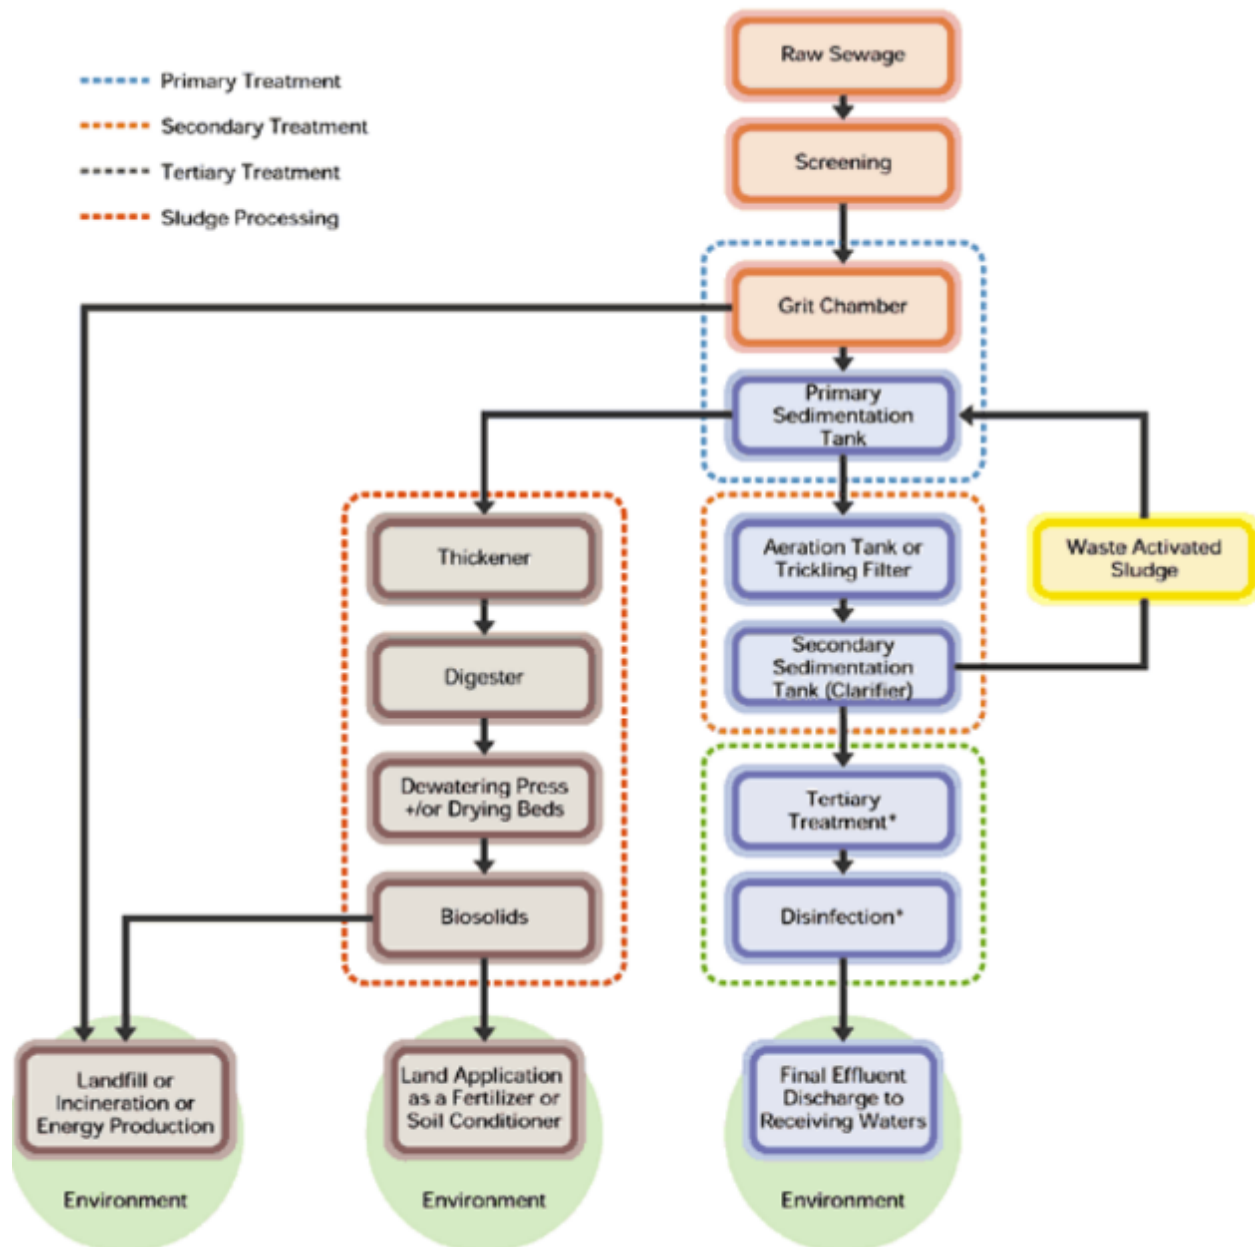 Raw Sewage
Primary Treatment
Secondary Treatment
Tertiary Treatment
Sludge Processing
Screening
Grit Chamber
Primary
Sedimentation
Tank
Thickener
Aeration Tank or
Trickling Filter
Waste Activated
Sludge
Digester
Secondary
Sedimentation
Tank (Clarifier)
Dewatering Press
+/or Drying Beds
Tertiary
Treatment*
Biosolids
Disinfection*
Landfill or
Incineration or
Energy Production
Environment
Land Application
as a Fertilizer or
Soil Conditioner
Environment
Final Effluent
Discharge to
Receiving Waters
Environment